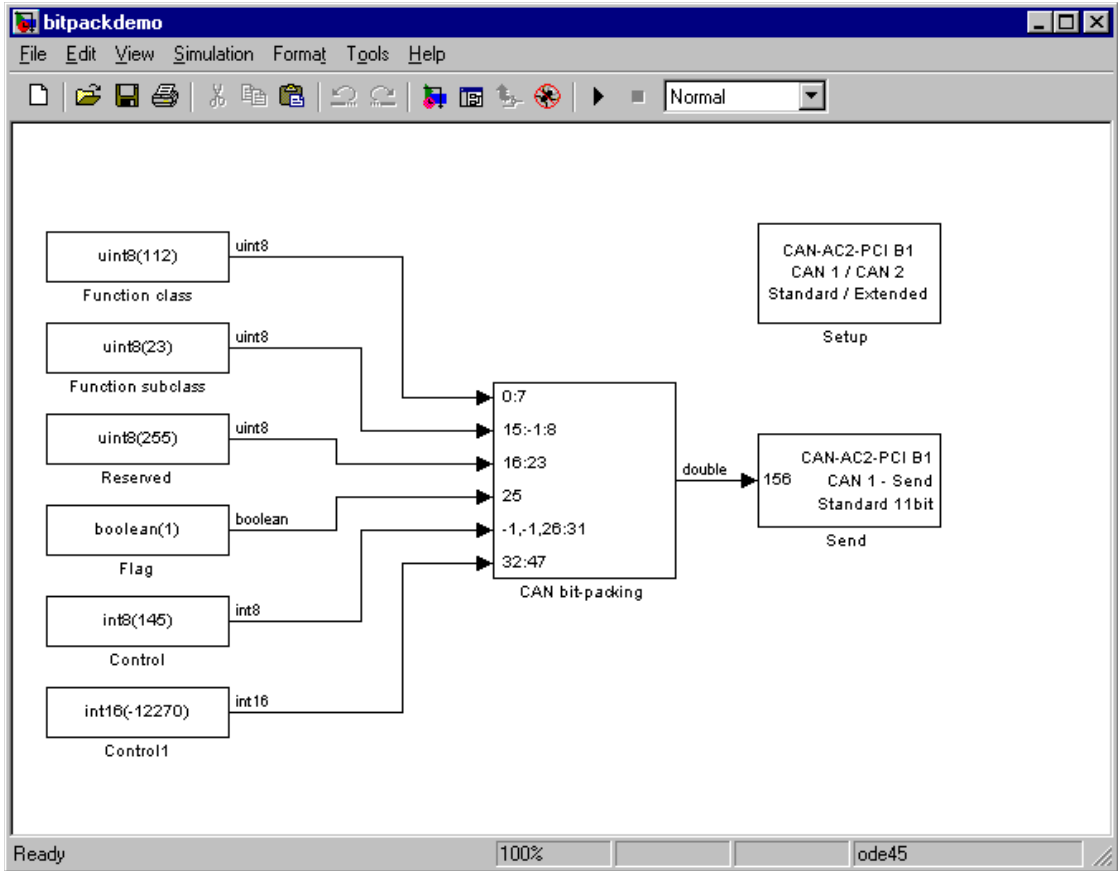 bitpackdemo
File Edit View Simulation Format Tools Help
Normal
uint8(112)
uint8
Function class
uint8(23)
uint8
Function subclass
uint8(255)
uint8
Reserved
boolean(1)
boolean
Flag
int8(145)
int8
Control
int16(-12270)
int16
Control1
0:7
15:-1:8
16:23
25
-1,-1,26:31
32:47
CAN bit-packing
double
CAN-AC2-PCI B1
CAN 1 / CAN 2
Standard / Extended
Setup
156
CAN-AC2-PCI B1
CAN 1 - Send
Standard 11bit
Send
Ready 100% ode45